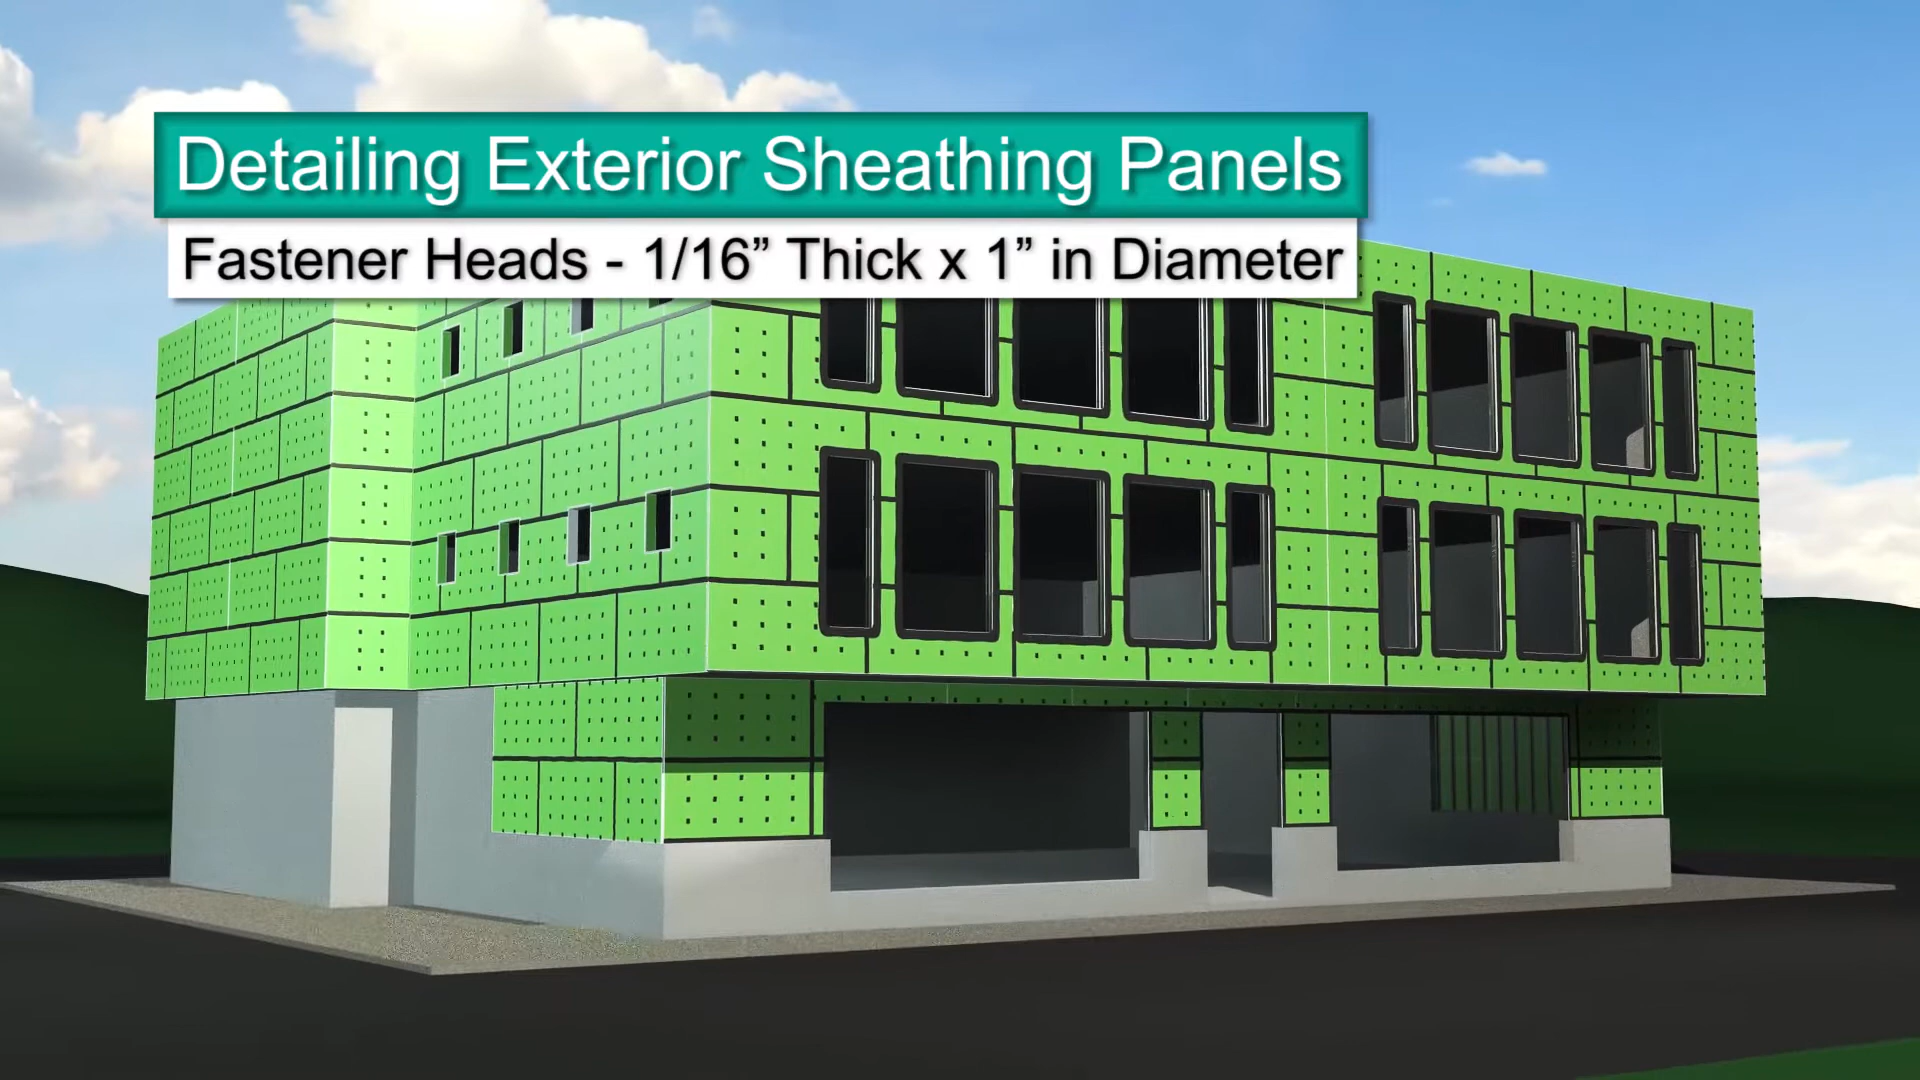 Detailing Exterior Sheathing Panels
Fastener Heads - 1/16” Thick x 1” in Diameter